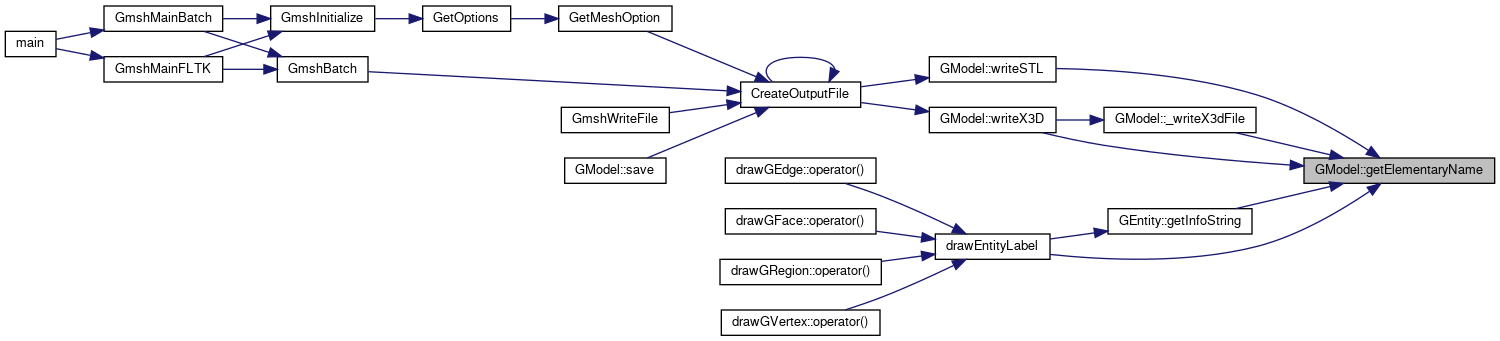 main
GmshMainBatch
GmshMainFLTK
GmshInitialize
GmshBatch
GetOptions
GetMeshOption
GmshWriteFile
GModel::save
CreateOutputFile
drawGEdge::operator()
drawGFace::operator()
drawGRegion::operator()
drawGVertex::operator()
GModel::writeSTL
GModel::writeX3D
drawEntityLabel
GModel::_writeX3dFile
GEntity::getInfoString
GModel::getElementaryName